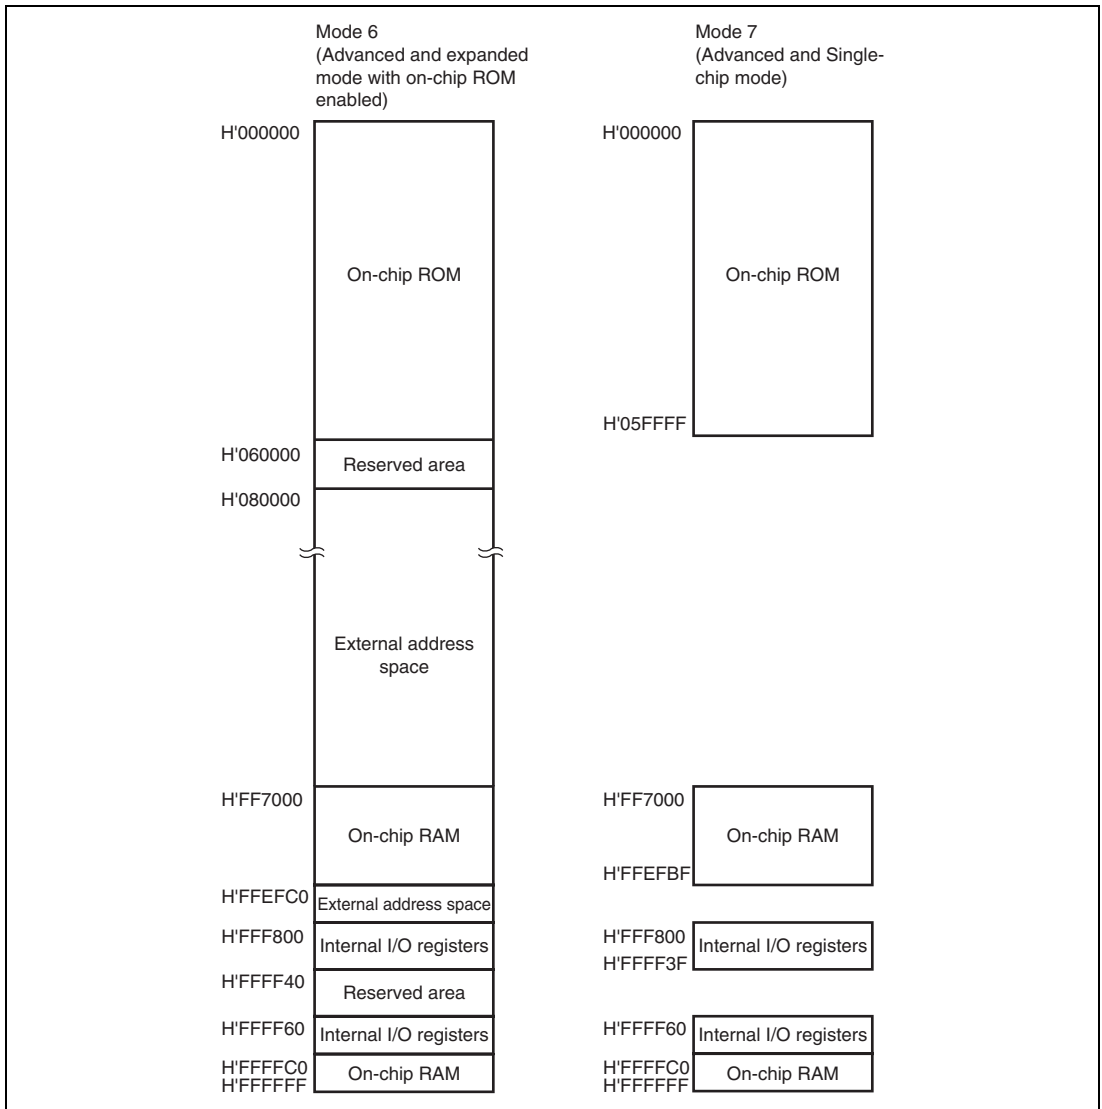 Mode 6
(Advanced and expanded
mode with on-chip ROM
enabled)
H'000000
On-chip ROM
H'060000
Reserved area
H'080000
External address
space
H'FF7000
On-chip RAM
H'FFEFC0
External address space
H'FFF800
Internal I/O registers
H'FFFF40
Reserved area
H'FFFF60
Internal I/O registers
H'FFFFC0
On-chip RAM
H'FFFFFF
Mode 7
(Advanced and Single-
chip mode)
H'000000
On-chip ROM
H'05FFFF
H'FF7000
On-chip RAM
H'FFEFBF
H'FFF800
Internal I/O registers
H'FFFF3F
H'FFFF60
Internal I/O registers
H'FFFFC0
On-chip RAM
H'FFFFFF